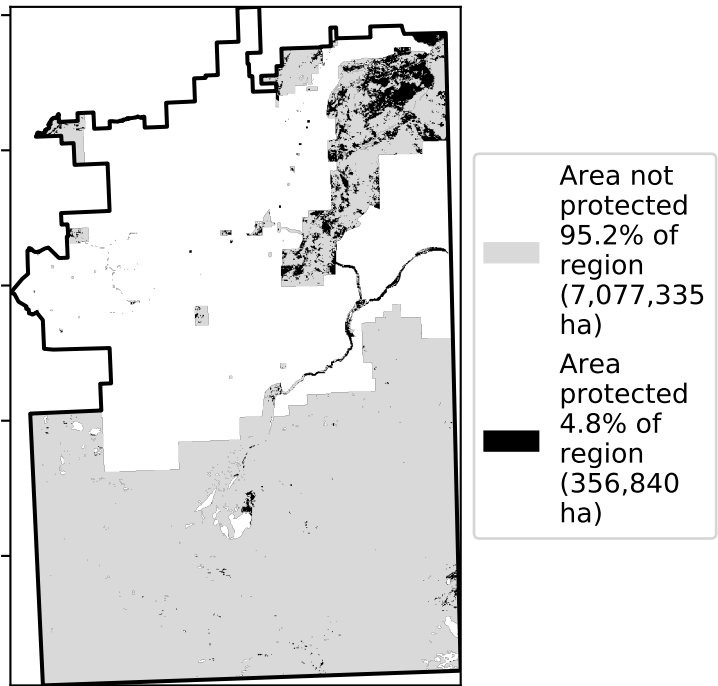 Area not
protected
95.2% of
region
(7,077,335
ha)
Area
protected
4.8% of
region
(356,840
ha)